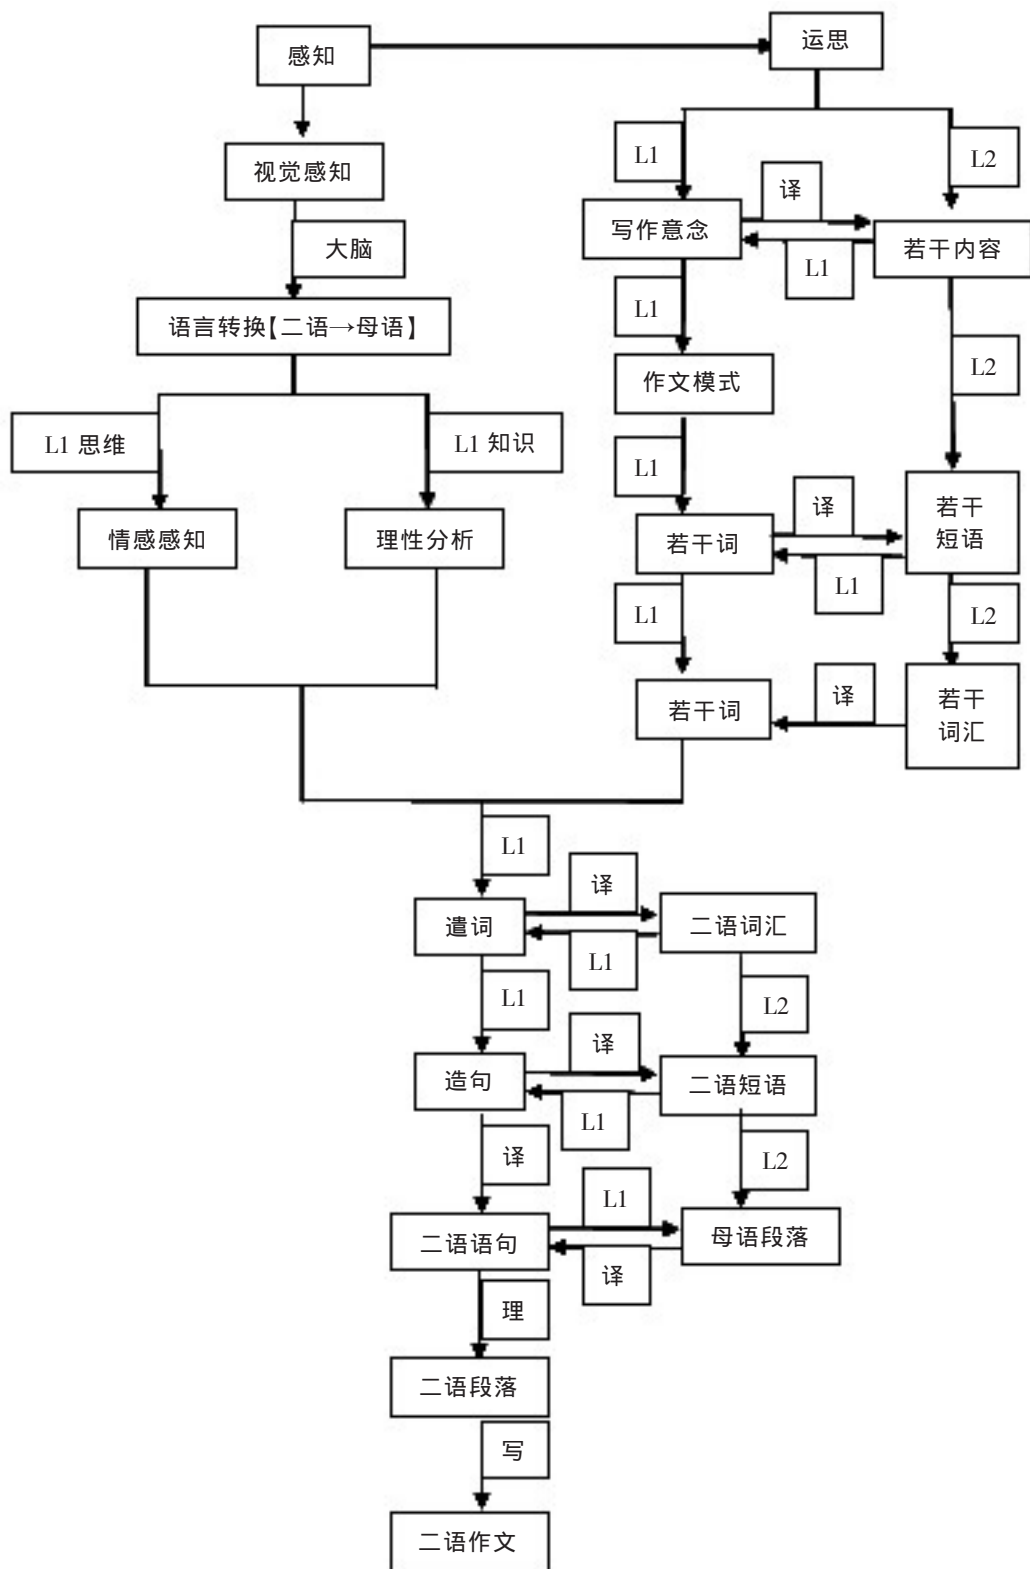 感知
运思
L1
L2
视觉感知
译
写作意念
若干内容
大脑
L1
L1
语言转换【二语→母语】
L2
作文模式
L1 思维
L1 知识
L1
译
若干
短语
情感感知
理性分析
若干词
L1
L1
L2
译
若干词
若干
词汇
L1
译
遣词
二语词汇
L1
L1
L2
译
造句
二语短语
L1
译
L2
L1
二语语句
母语段落
译
理
二语段落
写
二语作文